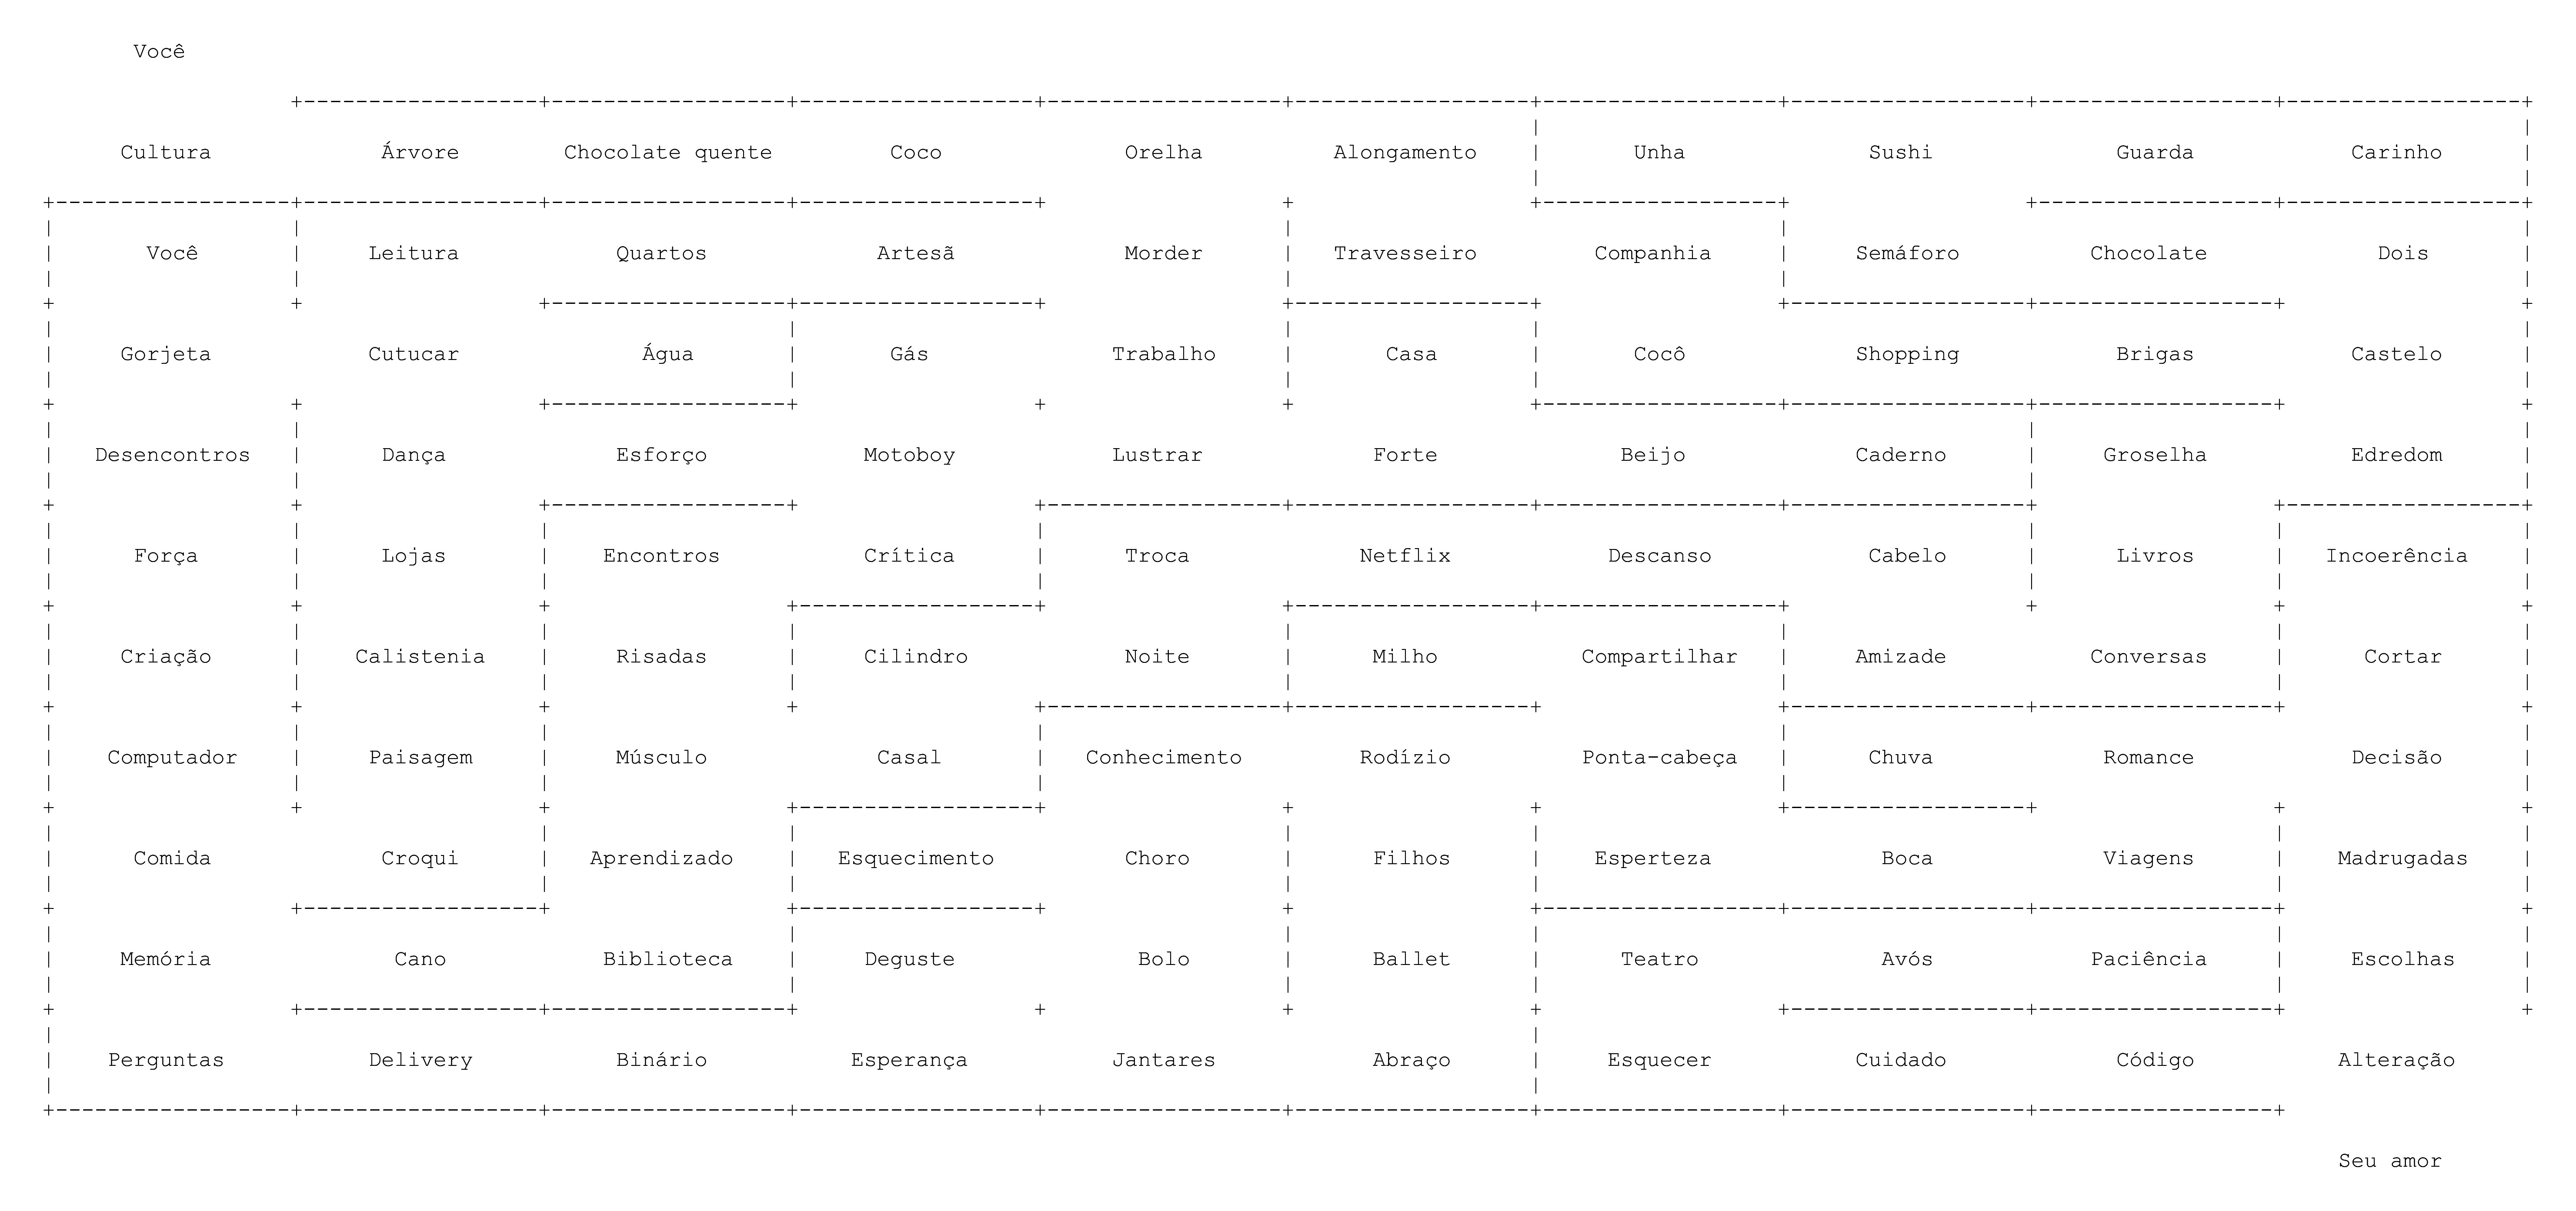 Você
Cultura Árvore Chocolate quente Coco Orelha Alongamento Unha Sushi Guarda Carinho
Você Leitura Quartos Artesã Morder Travesseiro Companhia Semáforo Chocolate Dois
Gorjeta Cutucar Água Gás Trabalho Casa Cocô Shopping Brigas Castelo
Desencontros Dança Esforço Motoboy Lustrar Forte Beijo Caderno Groselha Edredom
Força Lojas Encontros Crítica Troca Netflix Descanso Cabelo Livros Incoerência
Criação Calistenia Risadas Cilindro Noite Milho Compartilhar Amizade Conversas Cortar
Computador Paisagem Músculo Casal Conhecimento Rodízio Ponta-cabeça Chuva Romance Decisão
Comida Croqui Aprendizado Esquecimento Choro Filhos Esperteza Boca Viagens Madrugadas
Memória Cano Biblioteca Deguste Bolo Ballet Teatro Avós Paciência Escolhas
Perguntas Delivery Binário Esperança Jantares Abraço Esquecer Cuidado Código Alteração
Seu amor